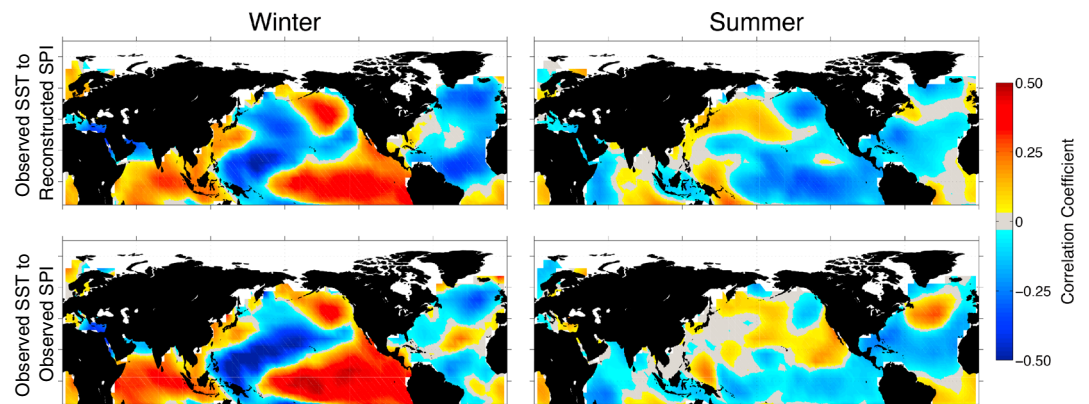 Winter
Summer
Observed SST to
Reconstructed SPI
Observed SST to
Observed SPI
0.50
0.25
0
−0.25
−0.50
Correlation Coefficient